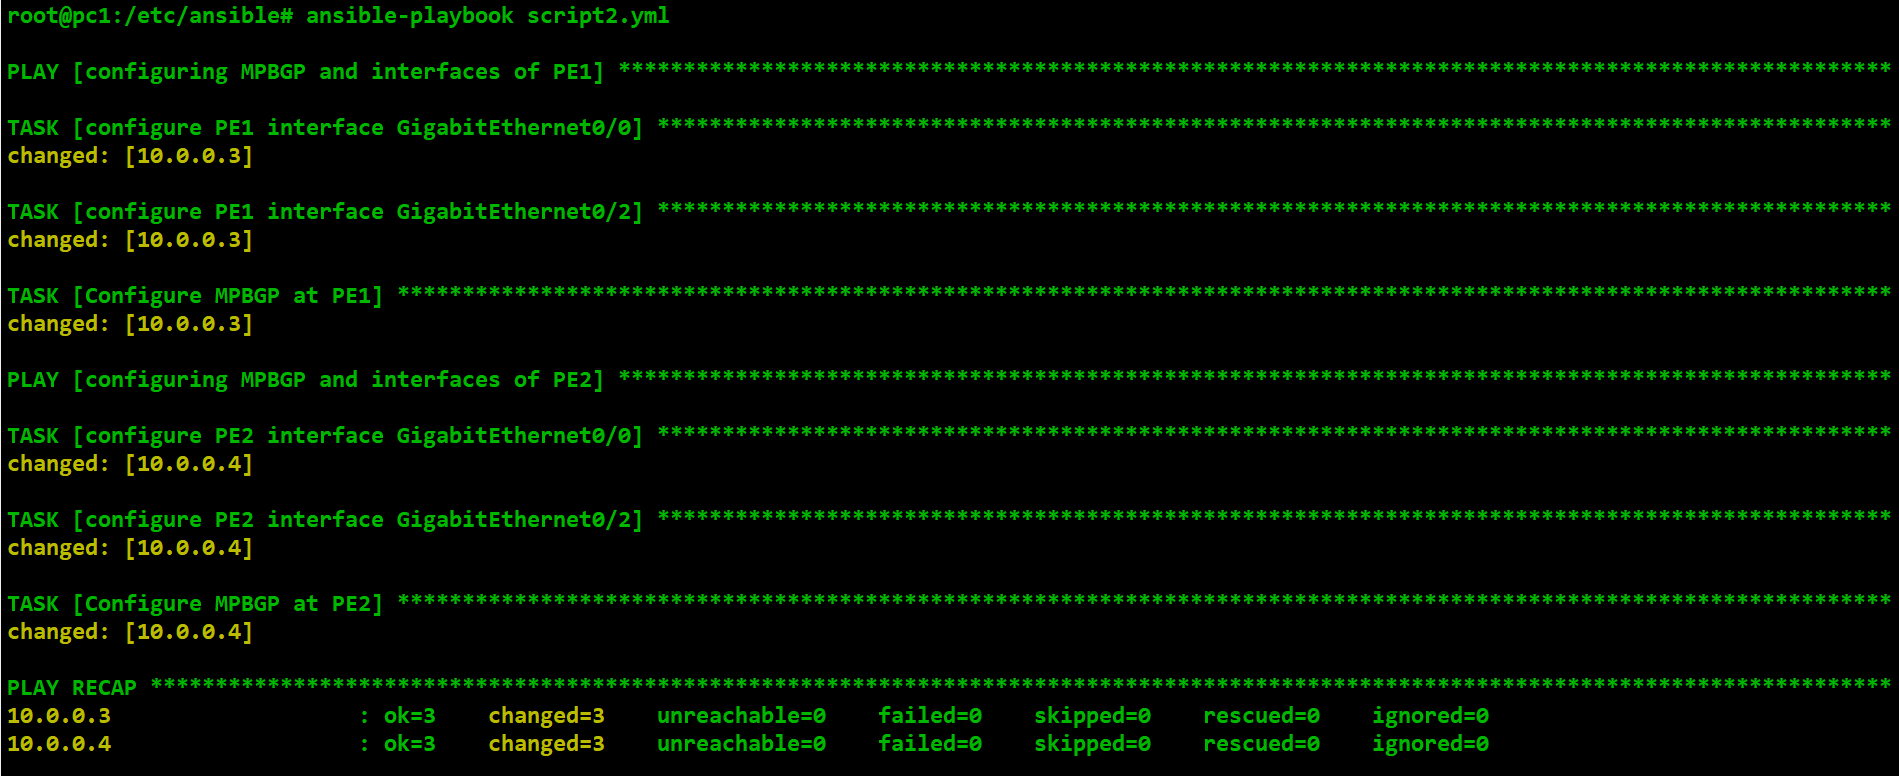 root@pc1:/etc/ansible# ansible-playbook script2.yml
PLAY [configuring MPBGP and interfaces of PE1] **************************************************************************************************
TASK [configure PE1 interface GigabitEthernet0/0] ***********************************************************************************************
changed: [10.0.0.3]
TASK [configure PE1 interface GigabitEthernet0/2] ***********************************************************************************************
changed: [10.0.0.3]
TASK [Configure MPBGP at PE1] *******************************************************************************************************************
changed: [10.0.0.3]
PLAY [configuring MPBGP and interfaces of PE2] **************************************************************************************************
TASK [configure PE2 interface GigabitEthernet0/0] ***********************************************************************************************
changed: [10.0.0.4]
TASK [configure PE2 interface GigabitEthernet0/2] ***********************************************************************************************
changed: [10.0.0.4]
TASK [Configure MPBGP at PE2] *******************************************************************************************************************
changed: [10.0.0.4]
PLAY RECAP **************************************************************************************************************************************
10.0.0.3                   : ok=3    changed=3    unreachable=0    failed=0    skipped=0    rescued=0    ignored=0
10.0.0.4                   : ok=3    changed=3    unreachable=0    failed=0    skipped=0    rescued=0    ignored=0